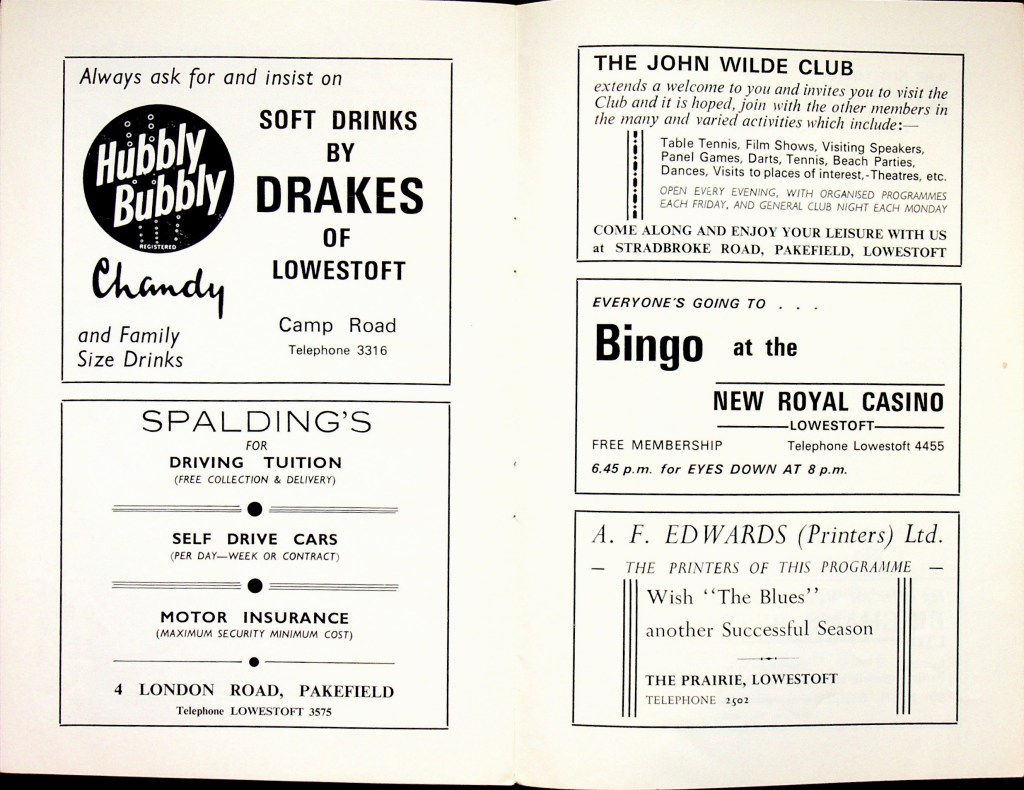 Always ask for and insist on
Hubbly
Bubbly
REGISTERED
Chandy
and Family
Size Drinks
SOFT DRINKS
BY
DRAKES
OF
LOWESTOFT
Camp Road
Telephone 3316
SPALDING'S
FOR
DRIVING TUITION
(FREE COLLECTION & DELIVERY)
SELF DRIVE CARS
(PER DAY—WEEK OR CONTRACT)
MOTOR INSURANCE
(MAXIMUM SECURITY MINIMUM COST)
4 LONDON ROAD, PAKEFIELD
Telephone LOWESTOFT 3575
THE JOHN WILDE CLUB
extends a welcome to you and invites you to visit the
Club and it is hoped, join with the other members in
the many and varied activities which include:—
Table Tennis, Film Shows, Visiting Speakers,
Panel Games, Darts, Tennis, Beach Parties,
Dances, Visits to places of interest,-Theatres, etc.
OPEN EVERY EVENING, WITH ORGANISED PROGRAMMES
EACH FRIDAY, AND GENERAL CLUB NIGHT EACH MONDAY
COME ALONG AND ENJOY YOUR LEISURE WITH US
at STRADBROKE ROAD, PAKEFIELD, LOWESTOFT
EVERYONE'S GOING TO . . .
Bingo at the
NEW ROYAL CASINO
LOWESTOFT
FREE MEMBERSHIP Telephone Lowestoft 4455
6.45 p.m. for EYES DOWN AT 8 p.m.
A. F. EDWARDS (Printers) Ltd.
— THE PRINTERS OF THIS PROGRAMME —
Wish "The Blues"
another Successful Season
THE PRAIRIE, LOWESTOFT
TELEPHONE 2502